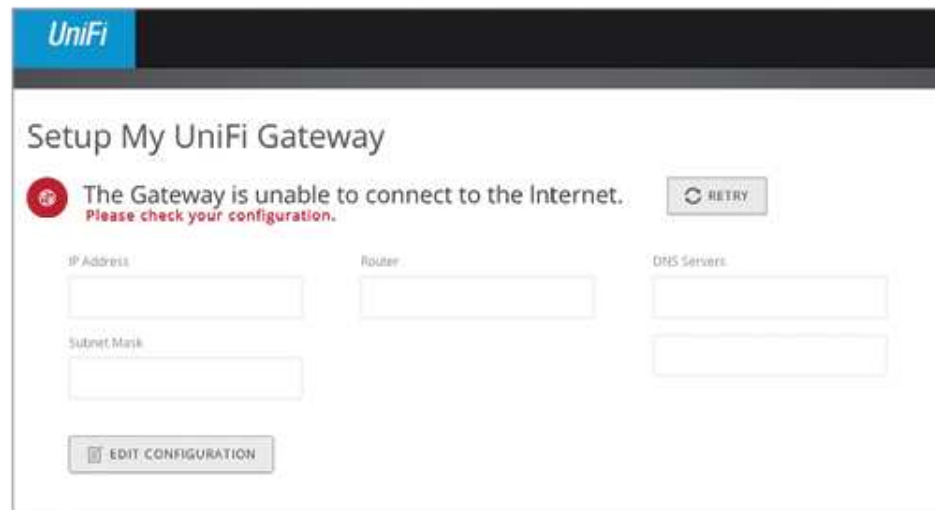 UniFi
Setup My UniFi Gateway
The Gateway is unable to connect to the Internet.
Please check your configuration.
RETRY
IP Address
Router
DNS Servers
Subnet Mask
EDIT CONFIGURATION